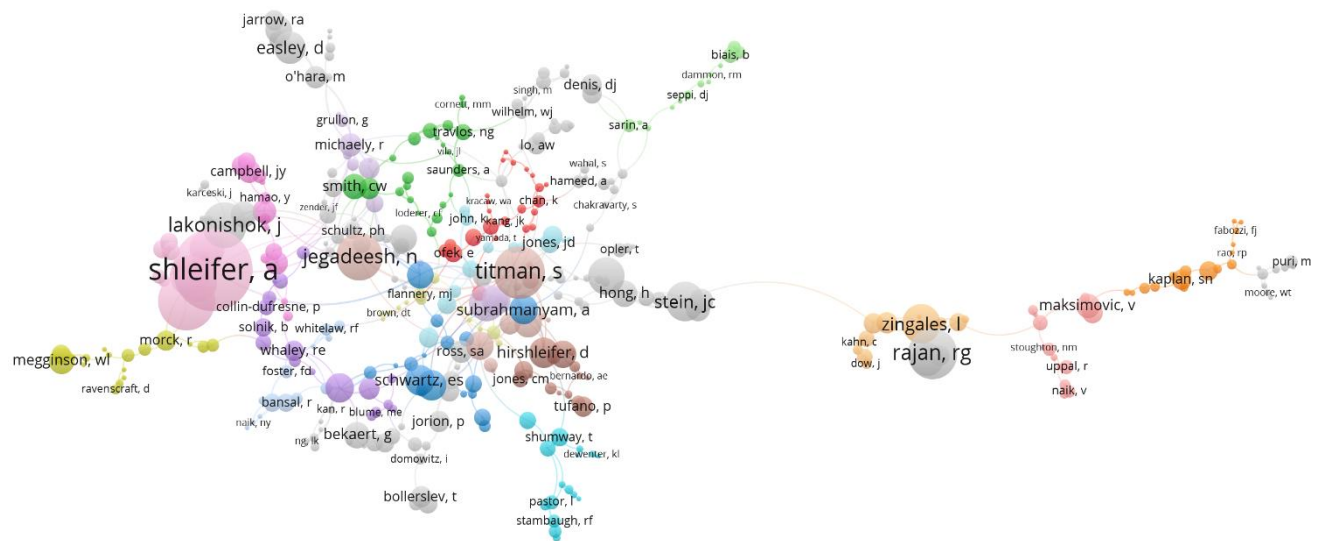 jarrow, ra
easley, d
o'hara, m
biais, b
dammon, rm
seppi, dj
singh, m
denis, dj
cornett, mm
wilhelm, wj
sarin, a
grullon, g
travlos, ng
michaely, r
lo, aw
vila, jl
saunders, a
wahal, s
hameed, a
campbell, jy
smith, cw
karceski, j
hamao, y
kracaw, wa
chan, k
chakravarty, s
zender, jf
loderer, rl
john, k
kang, jk
lakonishok, j
schultz, ph
yamada, t
jones, jd
ofek, e
opler, t
fabozzi, fj
rao, rp
puri, m
jegadeesh, n
shleifer, a
titman, s
kaplan, sn
moore, wt
hong, h
stein, jc
flannery, mj
collin-dufresne, p
subrahmanyam, a
brown, dt
maksimovic, v
solnik, b
whitelaw, rf
zingales, l
morck, r
kahn, c
stoughton, nm
megginson, wl
whaley, re
ross, sa
hirshleifer, d
rajan, rg
dow, j
uppal, r
foster, fd
bernardo, ae
jones, cm
schwartz, es
ravenscraft, d
naik, v
bansal, r
kan, r
blume, me
tufano, p
naik, ny
jorion, p
bekaert, g
shumway, t
ng, lk
dewenter, kl
domowitz, i
bollerslev, t
pastor, l
stambaugh, rf